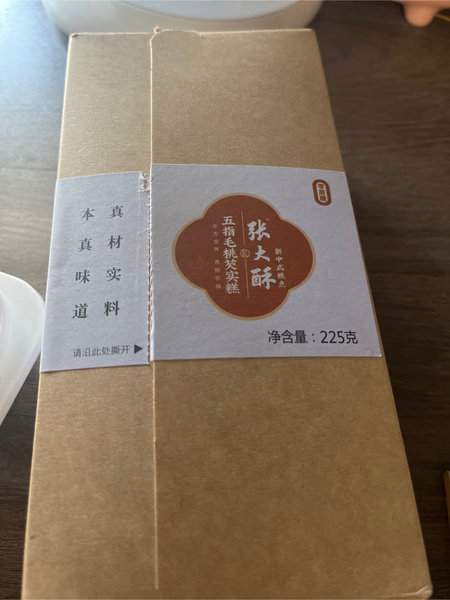 真材实料
本真味道
请沿此处撕开▶
新中式糕点
张大酥
五指毛桃芡实糕
净含量：225克